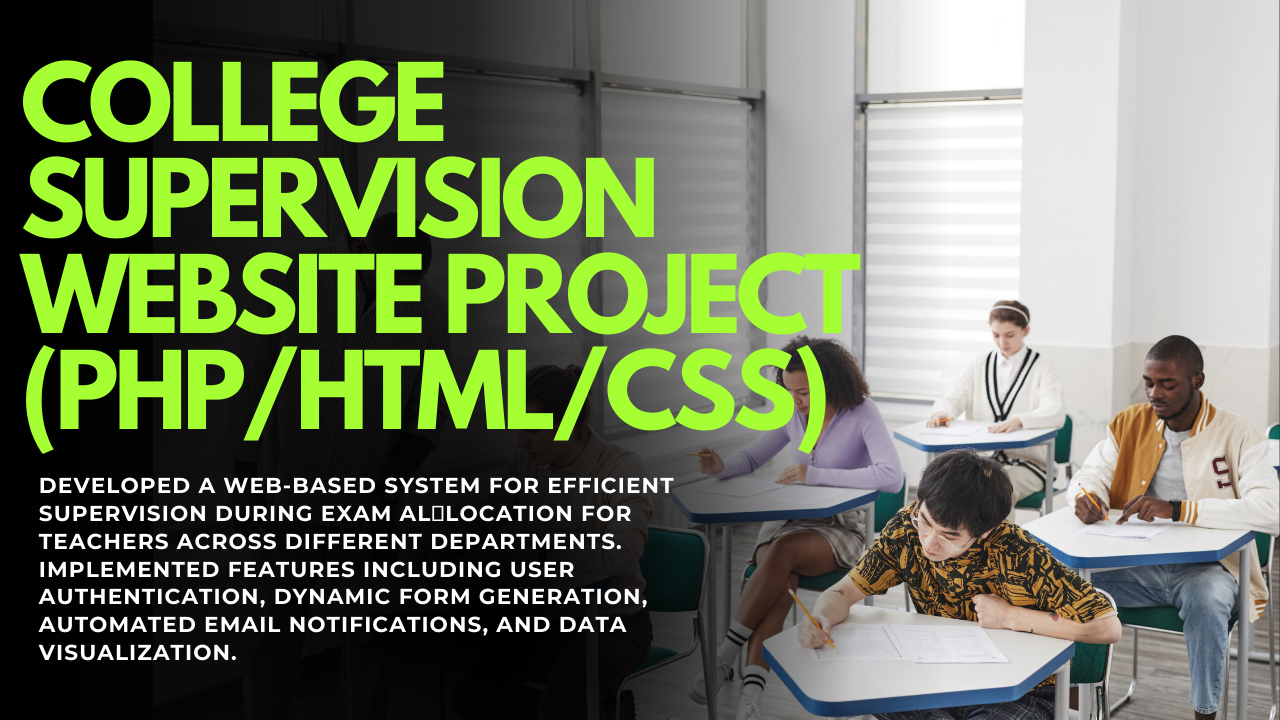 COLLEGE
SUPERVISION
WEBSITE PROJECT
(PHP/HTML/CSS)
DEVELOPED A WEB-BASED SYSTEM FOR EFFICIENT
SUPERVISION DURING EXAM AL▯LOCATION FOR
TEACHERS ACROSS DIFFERENT DEPARTMENTS.
IMPLEMENTED FEATURES INCLUDING USER
AUTHENTICATION, DYNAMIC FORM GENERATION,
AUTOMATED EMAIL NOTIFICATIONS, AND DATA
VISUALIZATION.
S